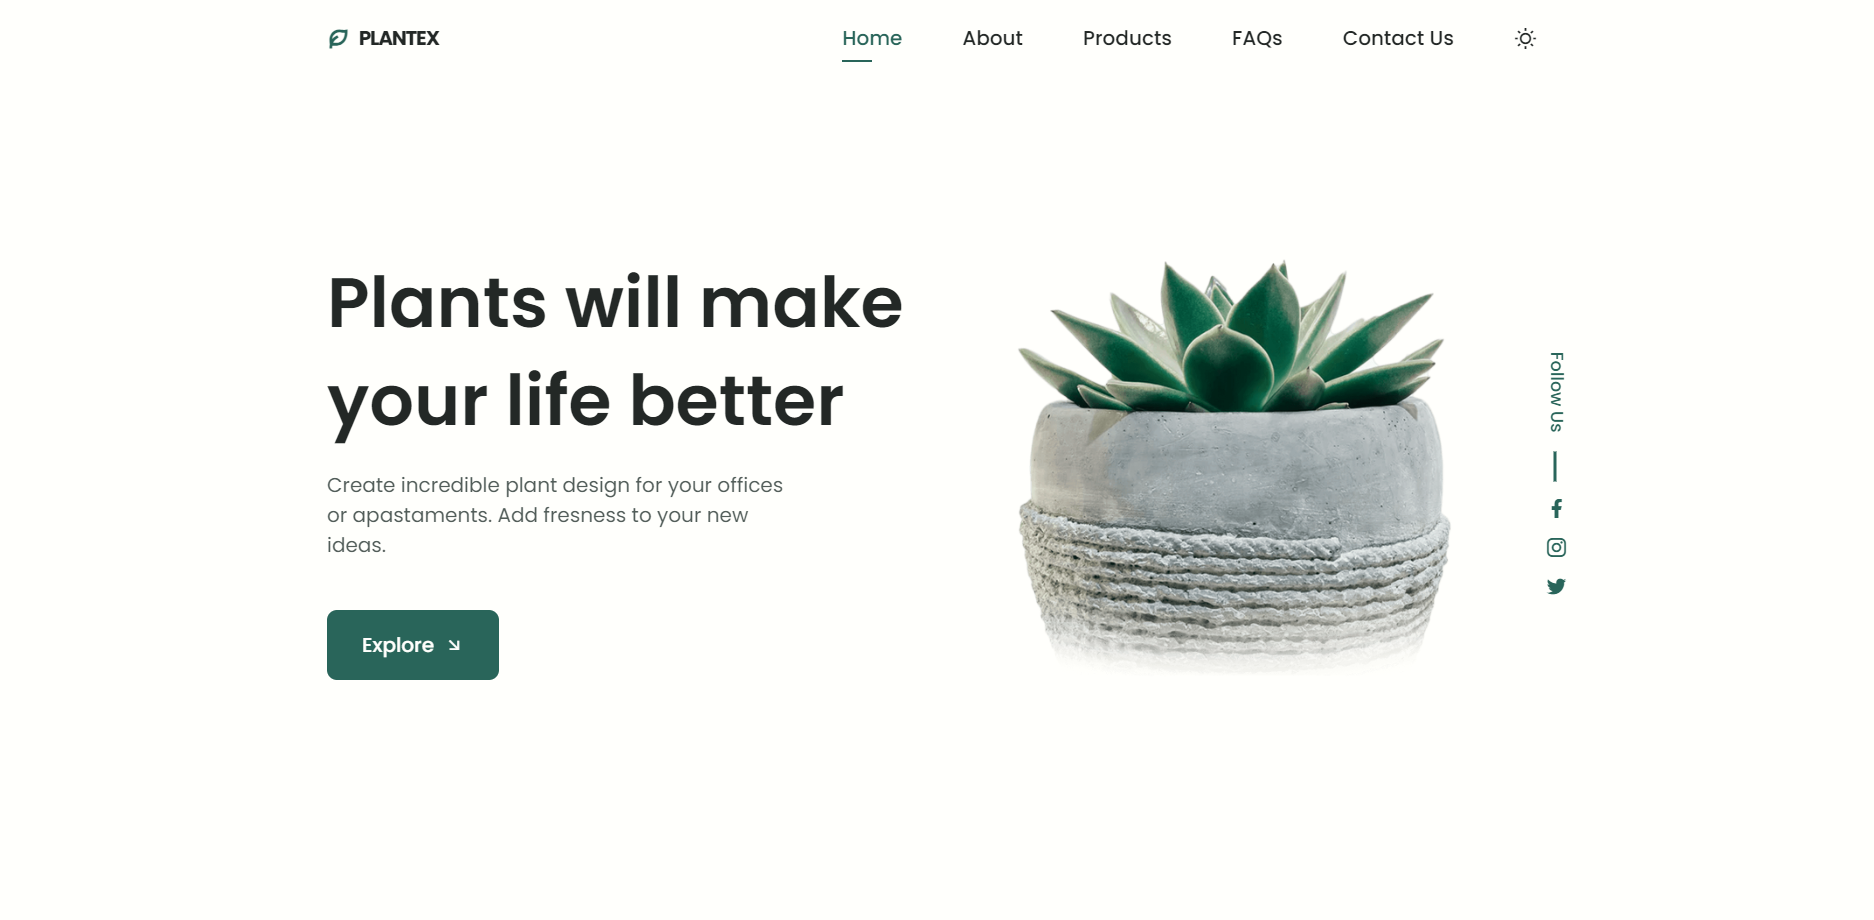 PLANTEX
Home
About
Products
FAQs
Contact Us
Plants will make
your life better
Create incredible plant design for your offices
or apastaments. Add fresness to your new
ideas.
Explore
Follow Us